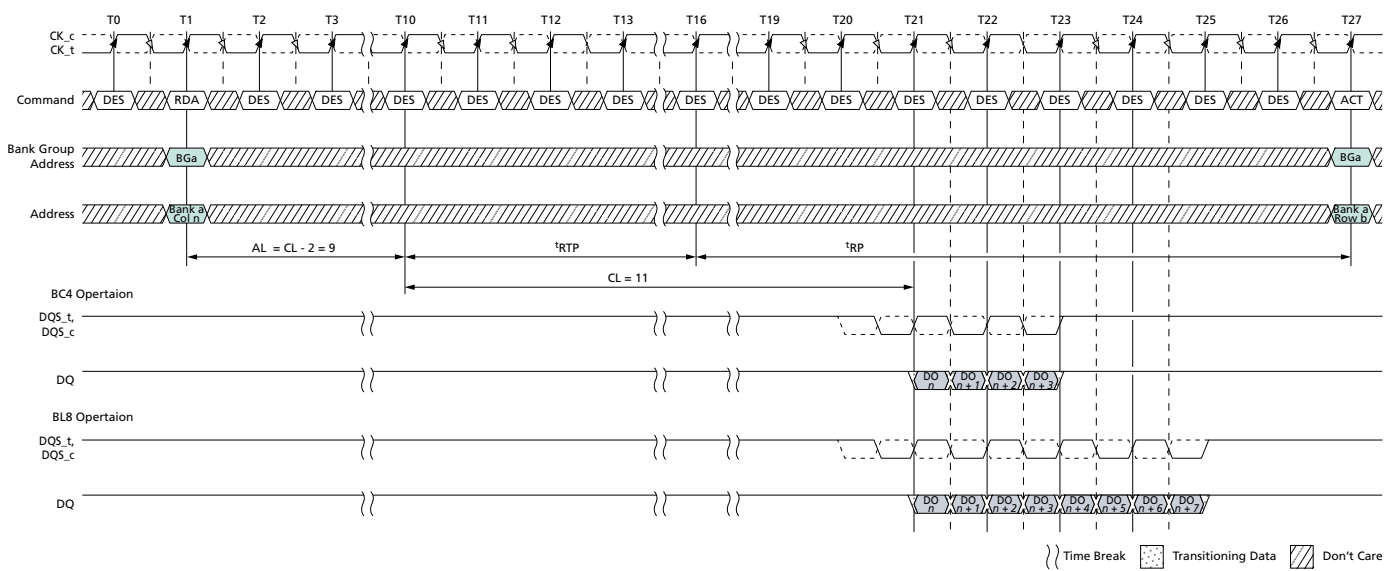 T0 T1 T2 T3 T10 T11 T12 T13 T16 T19 T20 T21 T22 T23 T24 T25 T26 T27
CK_c
CK_t
Command DES RDA DES DES DES DES DES DES DES DES DES DES DES DES DES DES DES ACT
Bank Group
Address
BGa BGa
Address
Bank a
Col n
Bank a
Row b
AL = CL - 2 = 9 tRTP tRP
CL = 11
BC4 Opertaion
DQS_t,
DQS_c
DQ
DO
n
DO
n + 1
DO
n + 2
DO
n + 3
BL8 Opertaion
DQS_t,
DQS_c
DQ
DO
n
DO
n + 1
DO
n + 2
DO
n + 3
DO
n + 4
DO
n + 5
DO
n + 6
DO
n + 7
Time Break Transitioning Data Don't Care